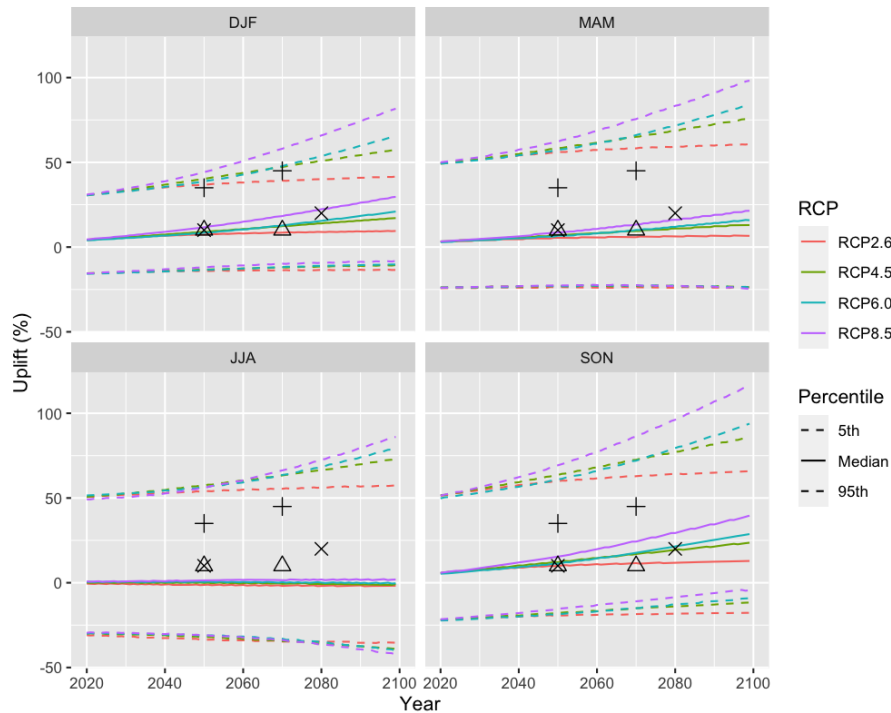 DJF
MAM
100
50
0
-50
JJA
SON
100
50
0
-50
2020
2040
2060
2080
2100
2020
2040
2060
2080
2100
Year
Uplift (%)
RCP
RCP2.6
RCP4.5
RCP6.0
RCP8.5
Percentile
5th
Median
95th